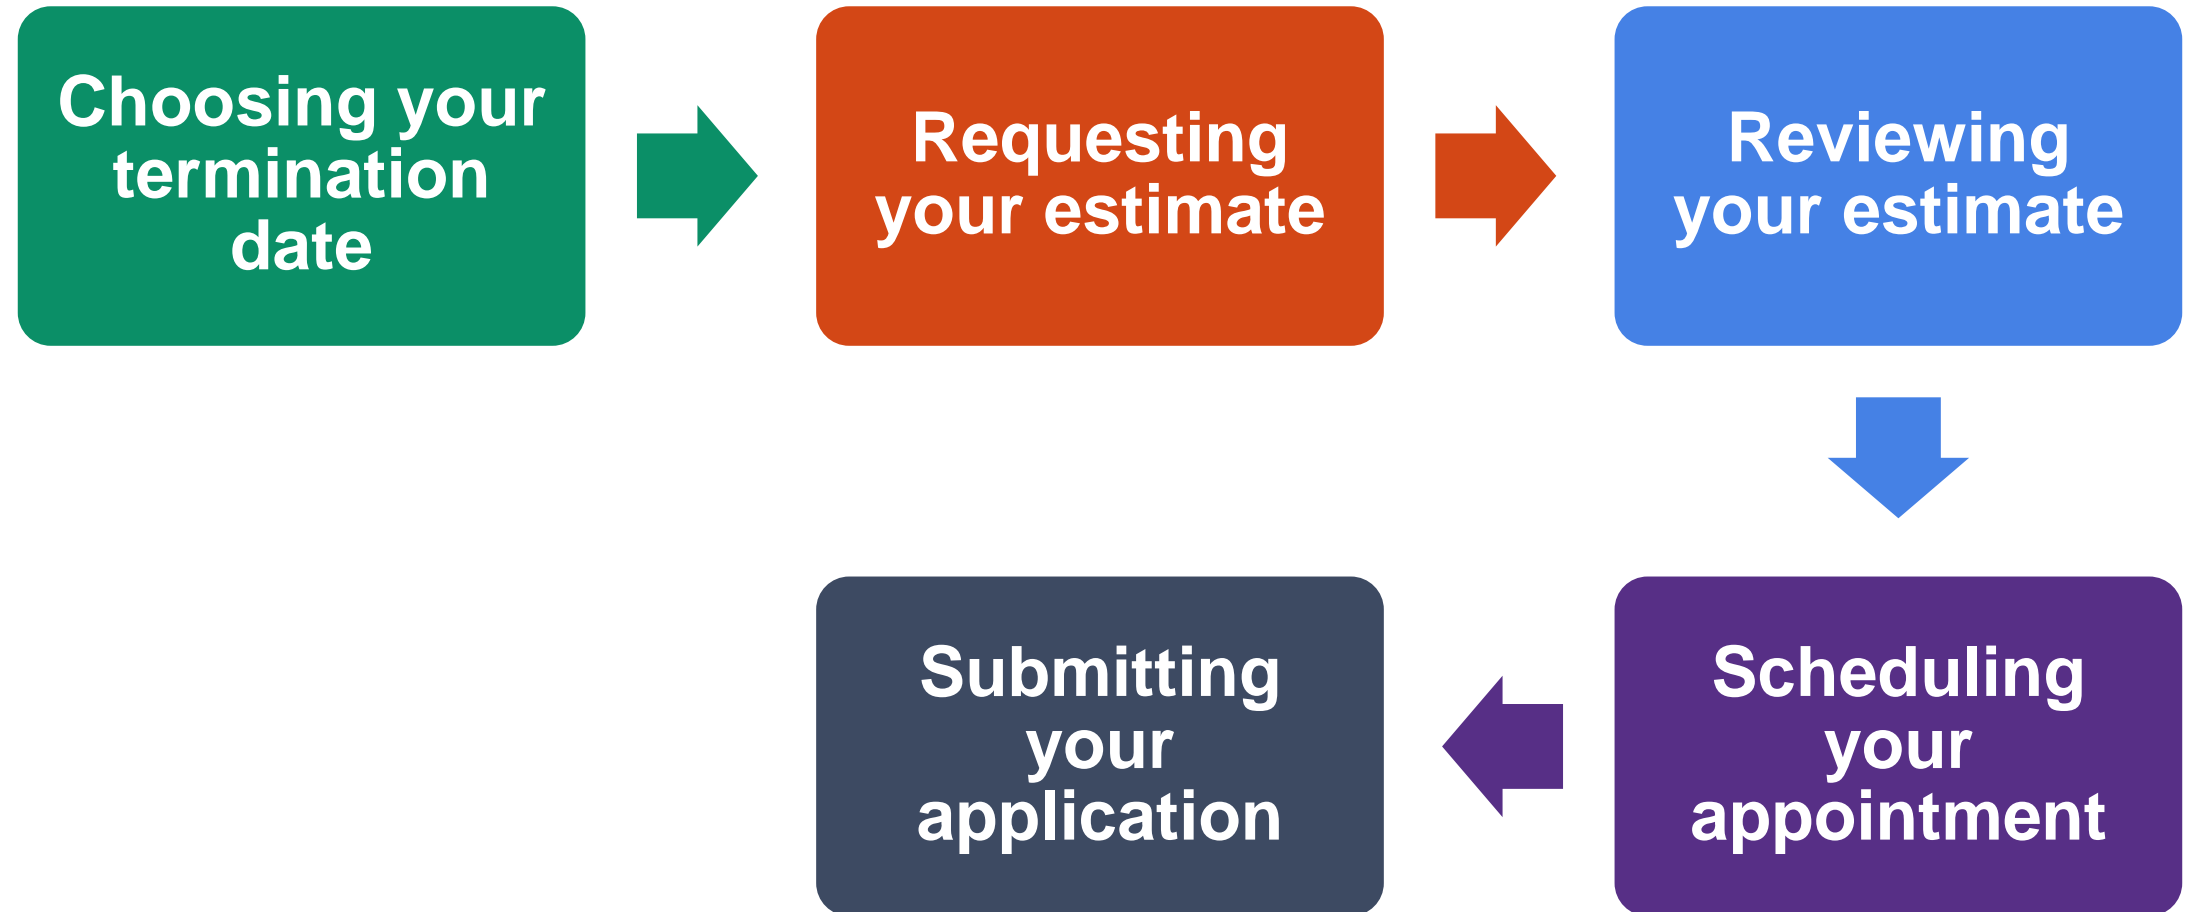 Choosing your
termination
date
Requesting
your estimate
Reviewing
your estimate
Scheduling
your
appointment
Submitting
your
application